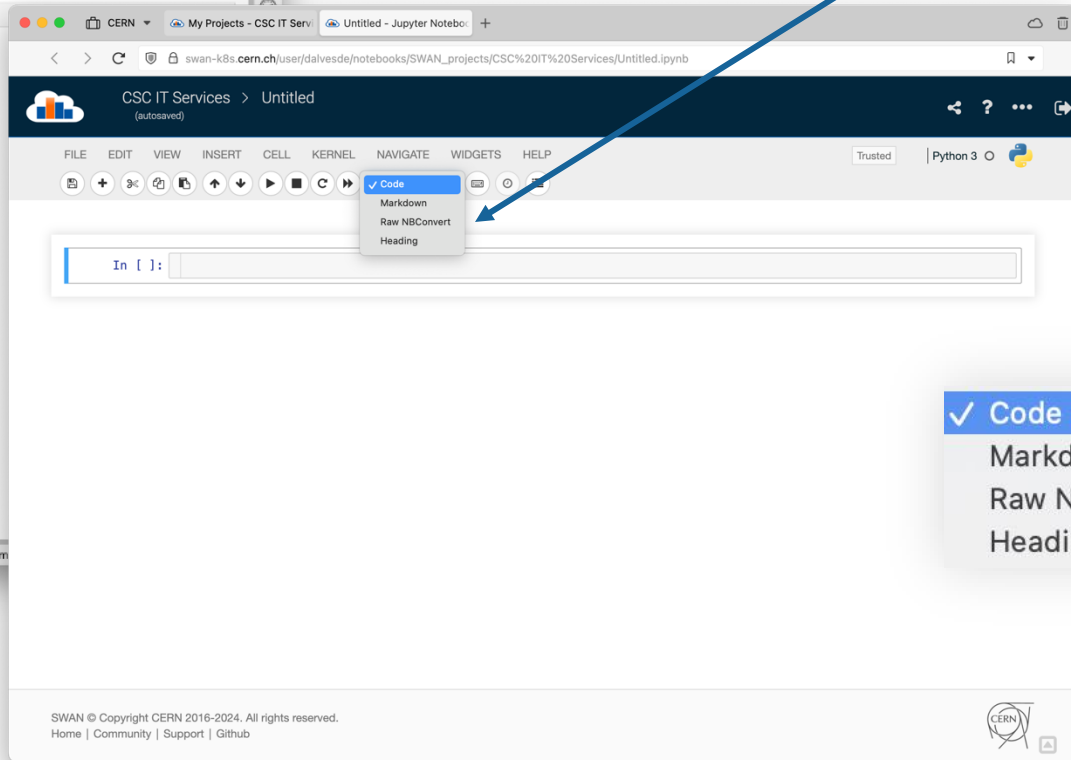 CERN
My Projects - CSC IT Servi
Untitled - Jupyter Noteboo
swan-k8s.cern.ch/user/dalvesde/notebooks/SWAN_projects/CSC%20IT%20Services/Untitled.ipynb
CSC IT Services > Untitled
(autosaved)
FILE EDIT VIEW INSERT CELL KERNEL NAVIGATE WIDGETS HELP
Trusted
Python 3
Code
Markdown
Raw NBConvert
Heading
In [ ]:
Code
Markd
Raw N
Headi
SWAN © Copyright CERN 2016-2024. All rights reserved.
Home | Community | Support | Github
CERN